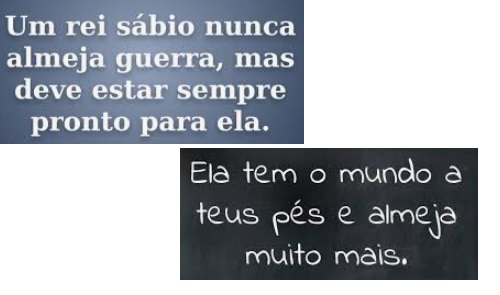 Um rei sábio nunca
almeja guerra, mas
deve estar sempre
pronto para ela.
Ela tem o mundo a
teus pés e almeja
muito mais.